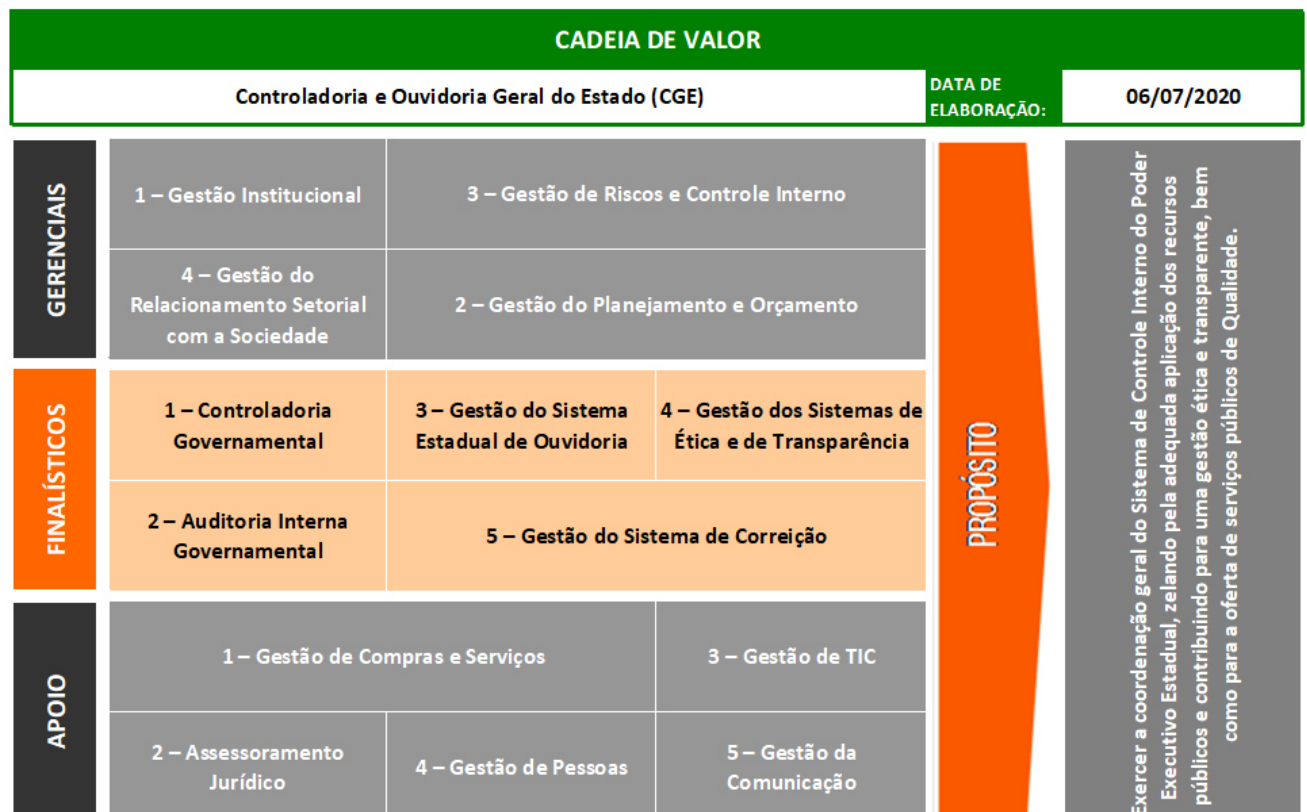 CADEIA DE VALOR
Controladoria e Ouvidoria Geral do Estado (CGE)
DATA DE
ELABORAÇÃO:
06/07/2020
GERENCIAIS
1 – Gestão Institucional
3 – Gestão de Riscos e Controle Interno
4 – Gestão do
Relacionamento Setorial
com a Sociedade
2 – Gestão do Planejamento e Orçamento
FINALÍSTICOS
1 – Controladoria
Governamental
3 – Gestão do Sistema
Estadual de Ouvidoria
4 – Gestão dos Sistemas de
Ética e de Transparência
2 – Auditoria Interna
Governamental
5 – Gestão do Sistema de Correição
APOIO
1 – Gestão de Compras e Serviços
3 – Gestão de TIC
2 – Assessoramento
Jurídico
4 – Gestão de Pessoas
5 – Gestão da
Comunicação
PROPÓSITO
Exercer a coordenação geral do Sistema de Controle Interno do Poder
Executivo Estadual, zelando pela adequada aplicação dos recursos
públicos e contribuindo para uma gestão ética e transparente, bem
como para a oferta de serviços públicos de Qualidade.